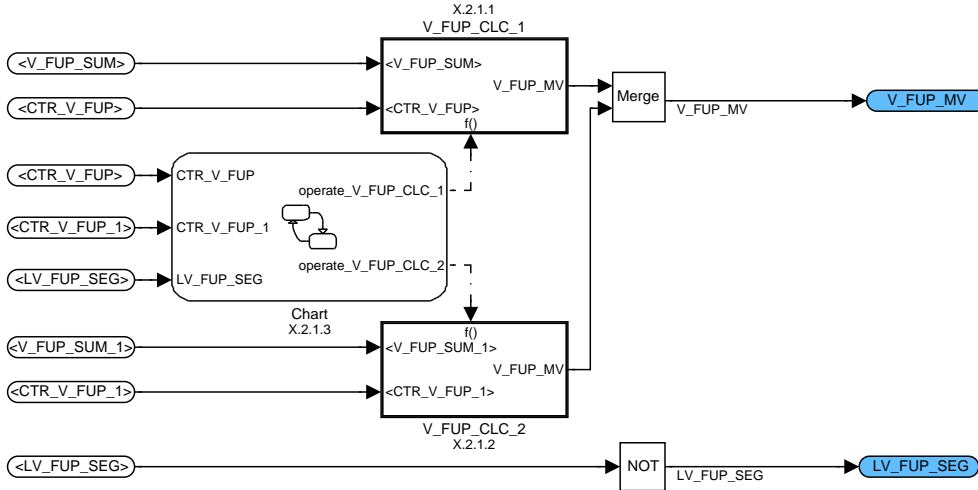 X.2.1.1
V_FUP_CLC_1
<V_FUP_SUM>
<V_FUP_SUM>
V_FUP_MV
<CTR_V_FUP>
<CTR_V_FUP>
f()
Merge
V_FUP_MV
V_FUP_MV
<CTR_V_FUP>
CTR_V_FUP
operate_V_FUP_CLC_1
<CTR_V_FUP_1>
CTR_V_FUP_1
operate_V_FUP_CLC_2
<LV_FUP_SEG>
LV_FUP_SEG
Chart
X.2.1.3
f()
<V_FUP_SUM_1>
<V_FUP_SUM_1>
V_FUP_MV
<CTR_V_FUP_1>
<CTR_V_FUP_1>
V_FUP_CLC_2
X.2.1.2
<LV_FUP_SEG>
NOT
LV_FUP_SEG
LV_FUP_SEG